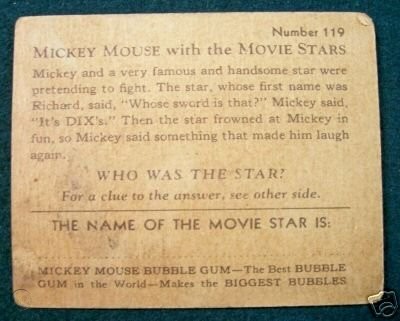 Number 119
MICKEY MOUSE with the MOVIE STARS
Mickey and a very famous and handsome star were
pretending to fight. The star, whose first name was
Richard, said, "Whose sword is that?" Mickey said,
"It's DIX's." Then the star frowned at Mickey in
fun, so Mickey said something that made him laugh
again.
WHO WAS THE STAR?
For a clue to the answer, see other side.
THE NAME OF THE MOVIE STAR IS:
MICKEY MOUSE BUBBLE GUM—The Best BUBBLE
GUM in the World—Makes the BIGGEST BUBBLES